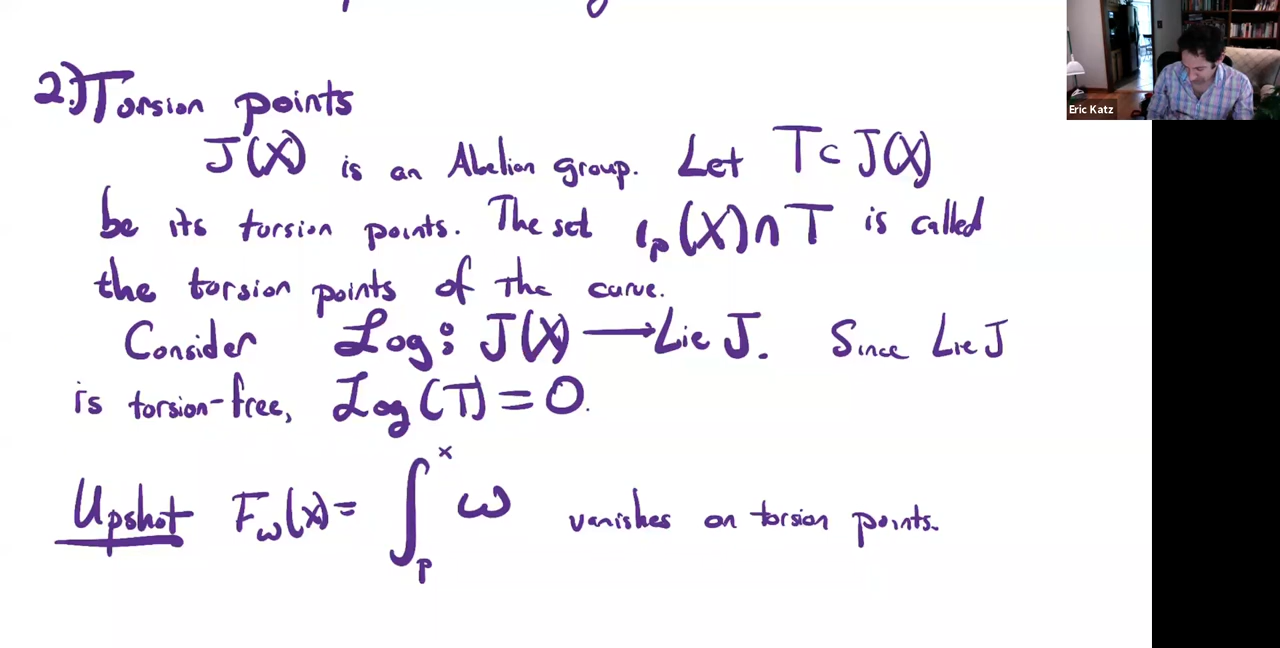 2.) Torsion points
J(X) is an Abelian group. Let T ⊂ J(X)
be its torsion points. The set ι_p(X) ∩ T is called
the torsion points of the curve.
Consider Log: J(X) ⟶ Lie J. Since Lie J
is torsion-free, Log(T) = 0.
Upshot F_ω(x) = ∫_p^x ω vanishes on torsion points.
Eric Katz